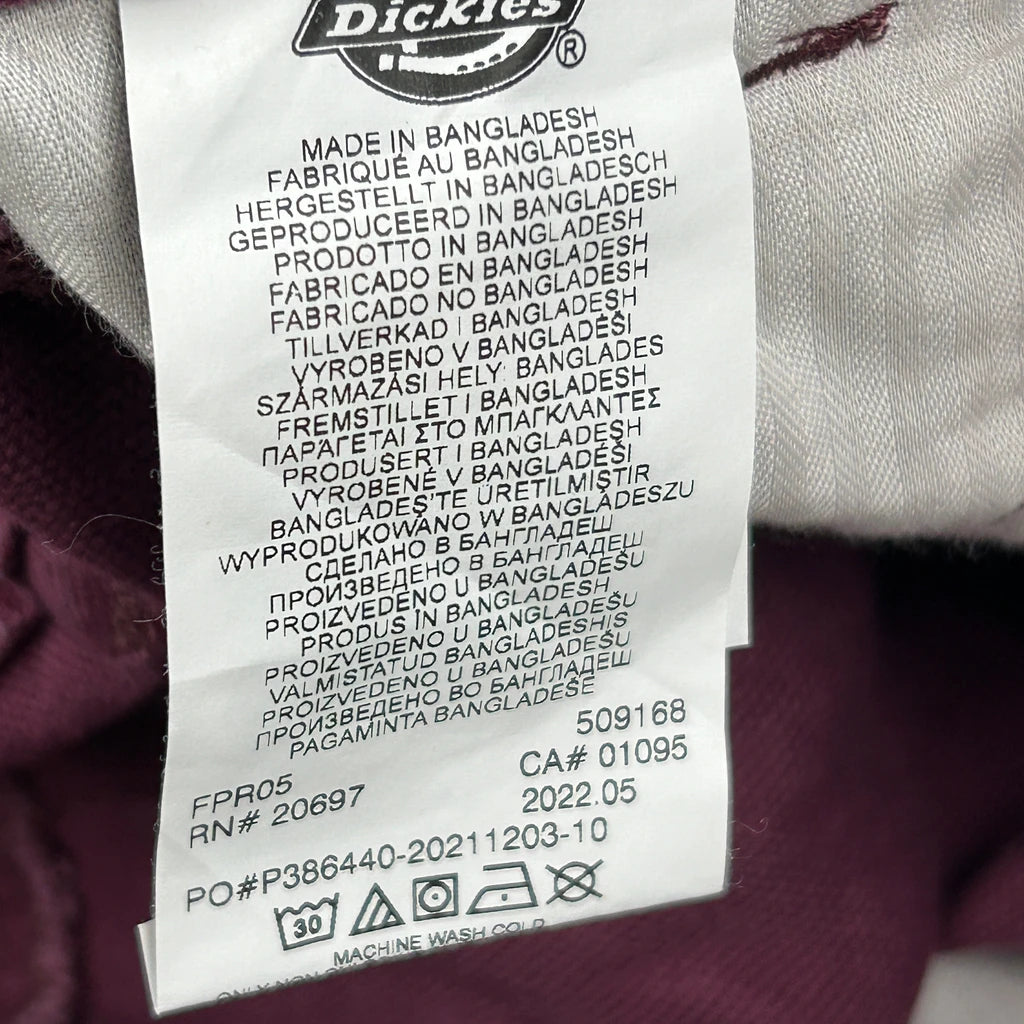 Dickies
®
MADE IN BANGLADESH
FABRIQUÉ AU BANGLADESH
HERGESTELLT IN BANGLADESCH
GEPRODUCEERD IN BANGLADESH
PRODOTTO IN BANGLADESH
FABRICADO EN BANGLADESH
FABRICADO NO BANGLADESH
TILLVERKAD I BANGLADESH
VYROBENO V BANGLADÉŠI
SZÁRMAZÁSI HELY: BANGLADES
FREMSTILLET I BANGLADESH
ΠΑΡΆΓΕΤΑΙ ΣΤΟ ΜΠΑΓΚΛΑΝΤΕΣ
PRODUSERT I BANGLADESH
VYROBENÉ V BANGLADÉŠI
BANGLADEŞ'TE ÜRETILMIŞTIR
WYPRODUKOWANO W BANGLADESZU
СДЕЛАНО В БАНГЛАДЕШ
ПРОИЗВЕДЕНО В БАНГЛАДЕШ
PROIZVEDENO U BANGLADEŠU
PRODUS ÎN BANGLADESH
PROIZVEDENO U BANGLADEŠU
VALMISTATUD BANGLADESHIS
PROIZVEDENO U BANGLADEŠU
ПРОИЗВЕДЕНО ВО БАНГЛАДЕШ
PAGAMINTA BANGLADEŠE
509168
FPR05 CA# 01095
RN# 20697 2022.05
PO#P386440-20211203-10
30
MACHINE WASH COLD
ONLY NON